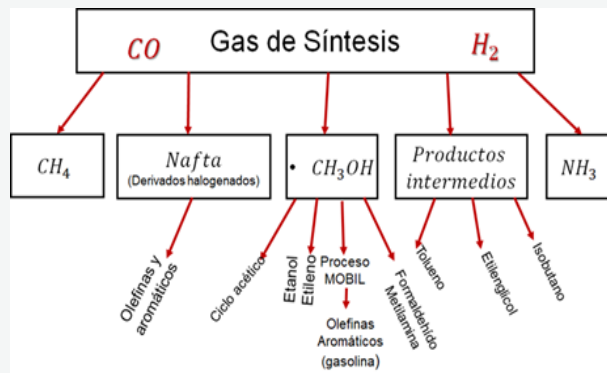 CO Gas de Síntesis H₂
CH₄
Nafta
(Derivados halogenados)
• CH₃OH
Productos
intermedios
NH₃
Olefinas y
aromáticos
Ciclo acético
Etanol
Etileno
Proceso
MOBIL
Olefinas
Aromáticos
(gasolina)
Formaldehido
Metilamina
Tolueno
Etilenglicol
Isobutano